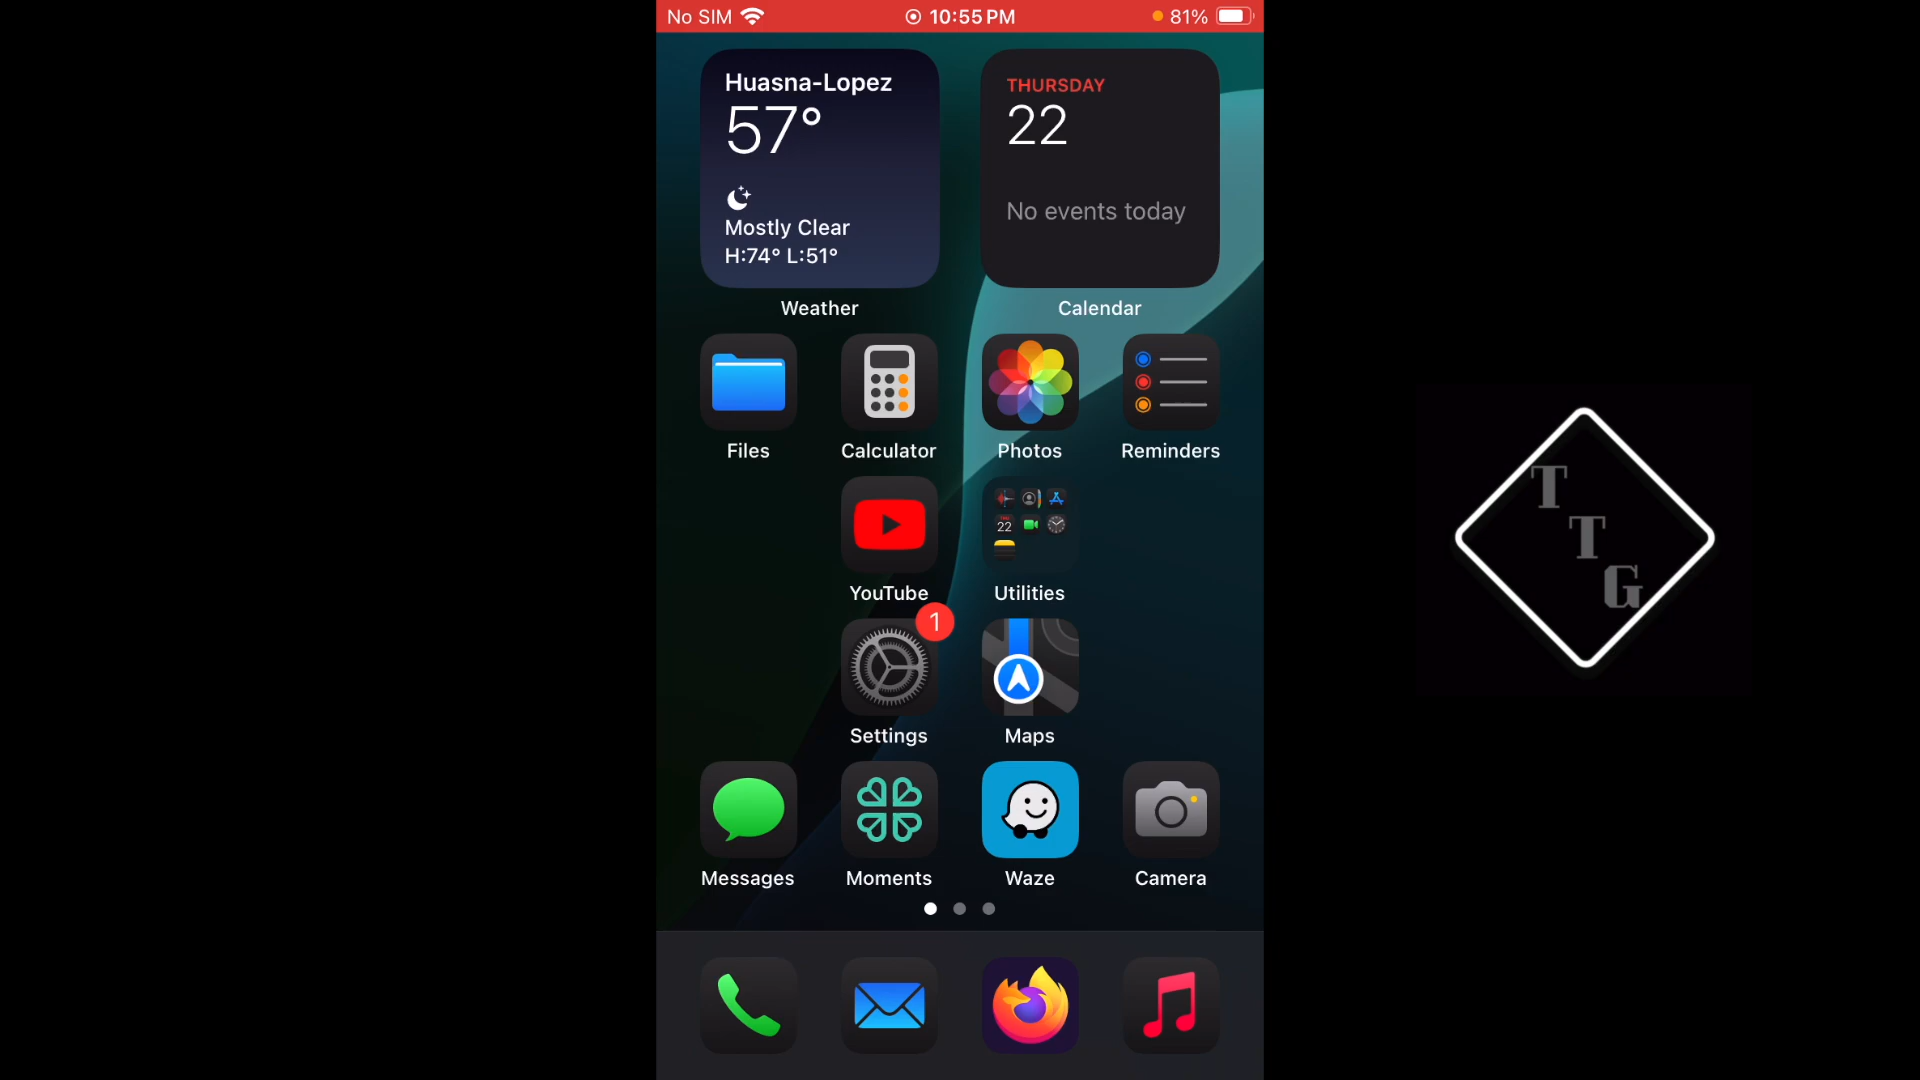 No SIM 10:55 PM 81%
Huasna-Lopez
57°
Mostly Clear
H:74° L:51°
Weather
THURSDAY
22
No events today
Calendar
Files Calculator Photos Reminders
22
YouTube Utilities
1
Settings Maps
Messages Moments Waze Camera
T
T
G